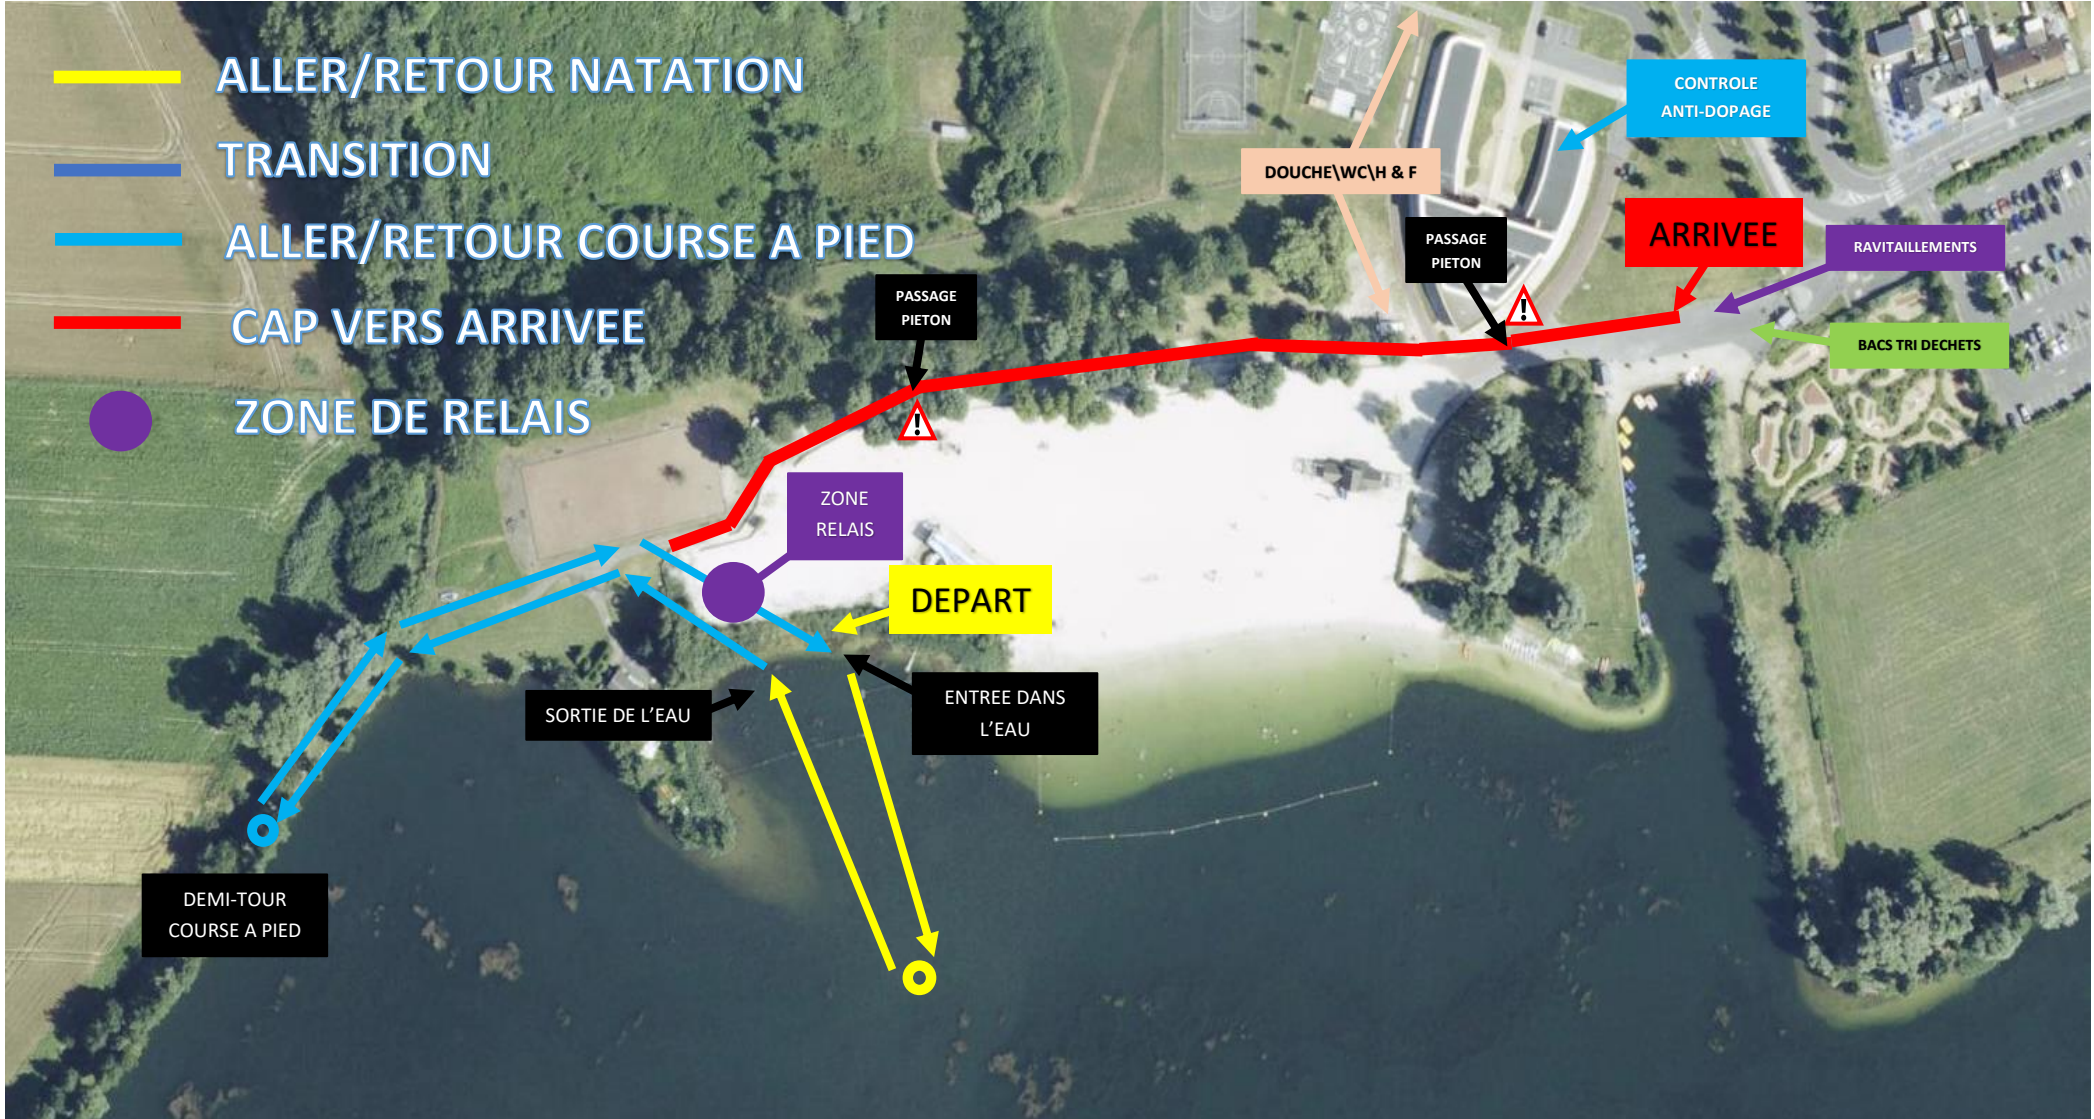 ALLER/RETOUR NATATION
TRANSITION
ALLER/RETOUR COURSE A PIED
CAP VERS ARRIVEE
ZONE DE RELAIS
CONTROLE
ANTI-DOPAGE
DOUCHE\WC\H & F
PASSAGE
PIETON
ARRIVEE
RAVITAILLEMENTS
BACS TRI DECHETS
PASSAGE
PIETON
ZONE
RELAIS
DEPART
SORTIE DE L'EAU
ENTREE DANS
L'EAU
DEMI-TOUR
COURSE A PIED